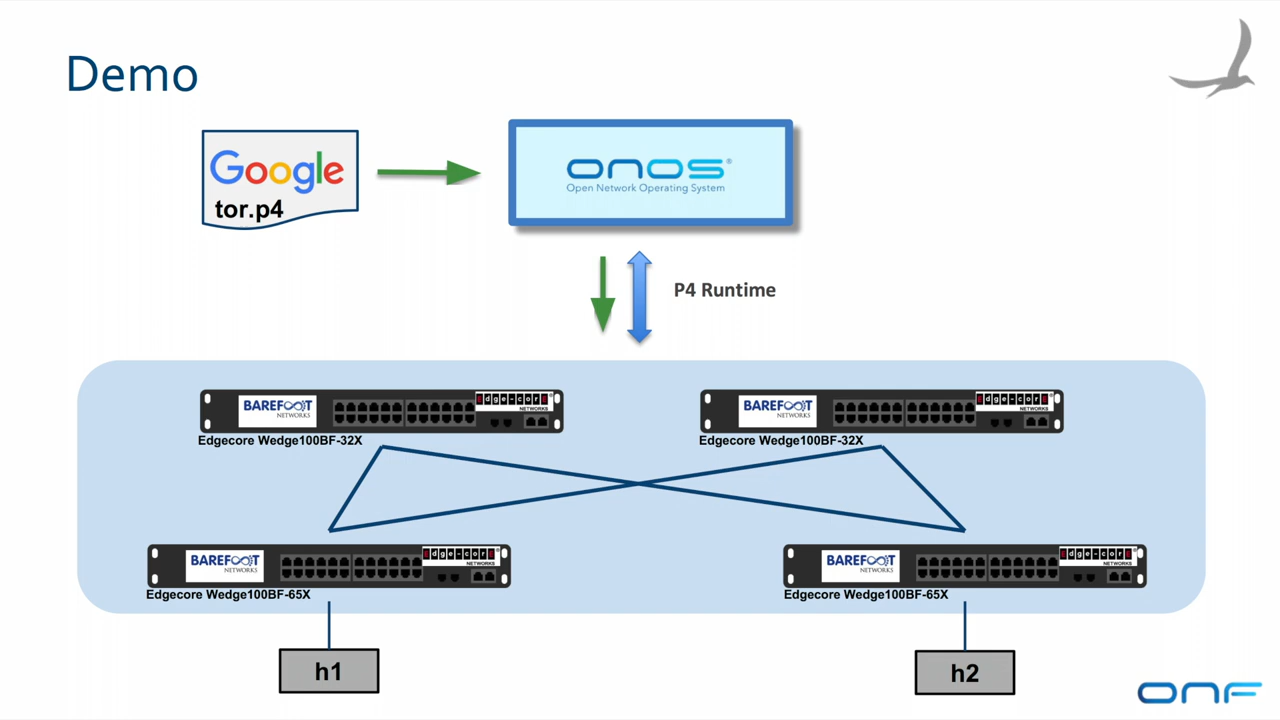 Demo
Google
tor.p4
onos®
Open Network Operating System
P4 Runtime
BAREFOOT
NETWORKS
Edge-corE
NETWORKS
Edgecore Wedge100BF-32X
BAREFOOT
NETWORKS
Edge-corE
NETWORKS
Edgecore Wedge100BF-32X
BAREFOOT
NETWORKS
Edge-corE
NETWORKS
Edgecore Wedge100BF-65X
BAREFOOT
NETWORKS
Edge-corE
NETWORKS
Edgecore Wedge100BF-65X
h1
h2
ONF